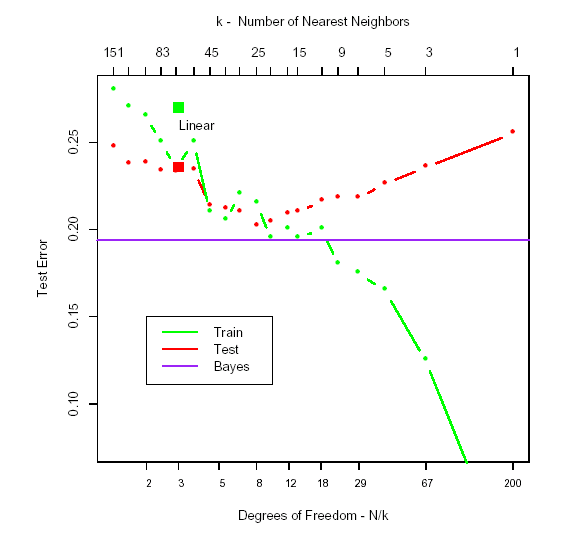 k - Number of Nearest Neighbors
151 83 45 25 15 9 5 3 1
Linear
0.25
0.20
0.15
0.10
Test Error
Train
Test
Bayes
2 3 5 8 12 18 29 67 200
Degrees of Freedom - N/k